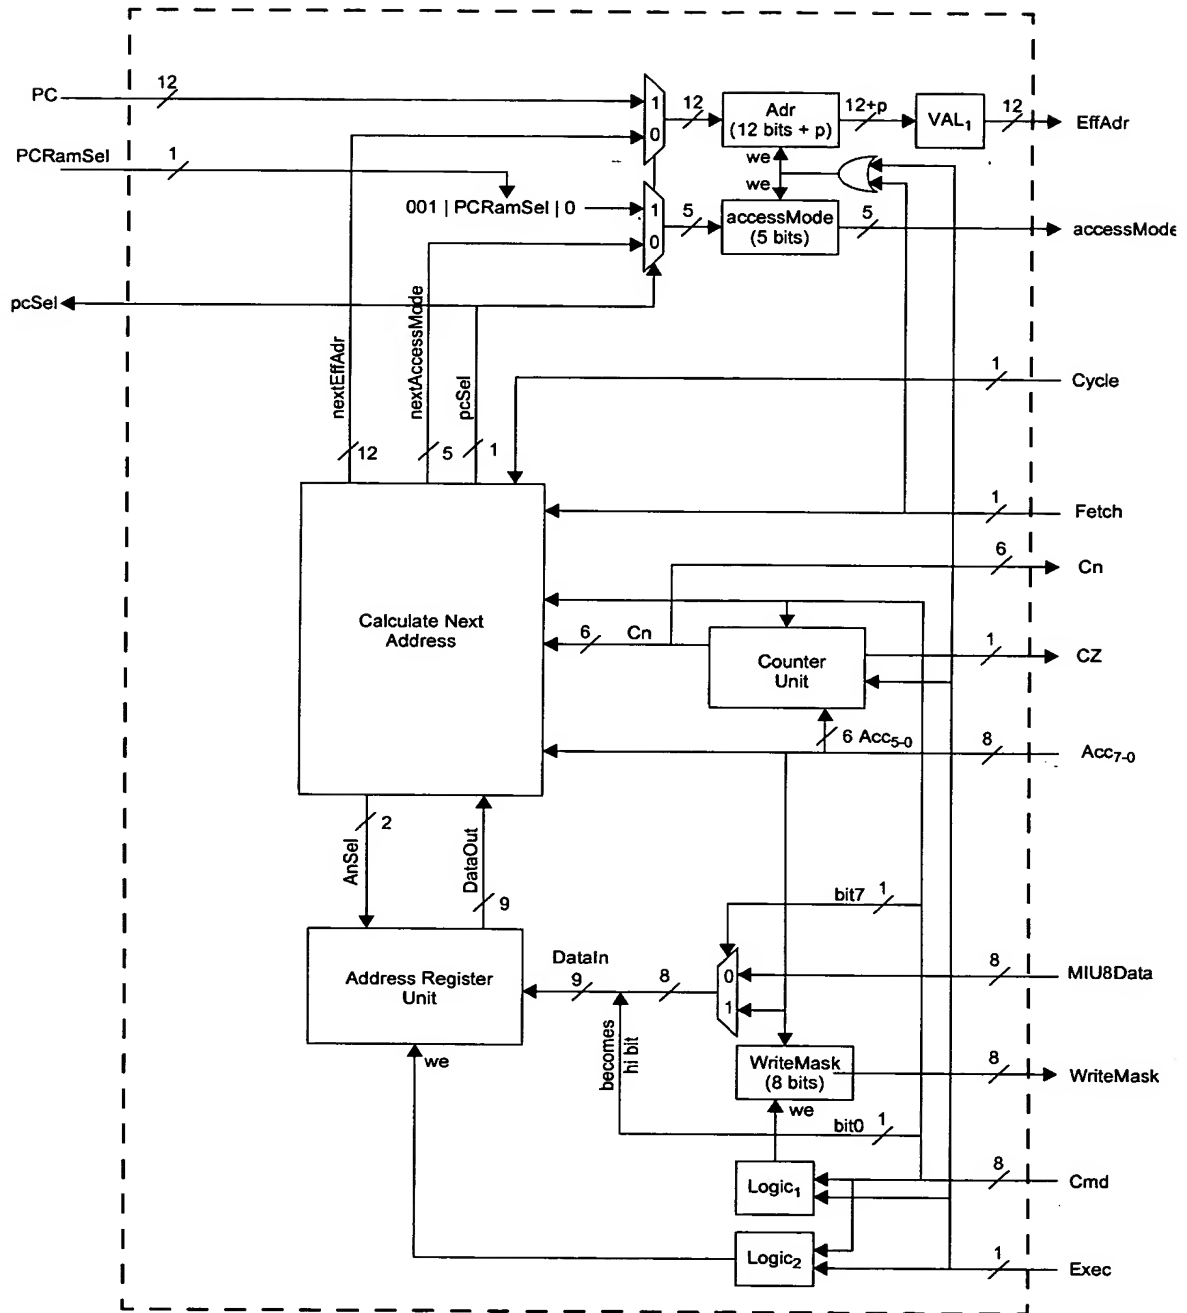 PC
12
1
0
12
Adr
(12 bits + p)
12+p
VAL1
12
EffAdr
PCRamSel
1
we
we
001 | PCRamSel | 0
1
0
5
accessMode
(5 bits)
5
accessMode
pcSel
nextEffAdr
nextAccessMode
pcSel
12
5
1
1
Cycle
1
Fetch
6
Cn
Calculate Next
Address
6
Cn
Counter
Unit
1
CZ
6 Acc5-0
8
Acc7-0
AnSel
2
DataOut
9
bit7
1
Address Register
Unit
DataIn
9
8
0
1
8
MIU8Data
we
becomes
hi bit
WriteMask
(8 bits)
8
WriteMask
we
bit0
1
Logic1
8
Cmd
Logic2
1
Exec